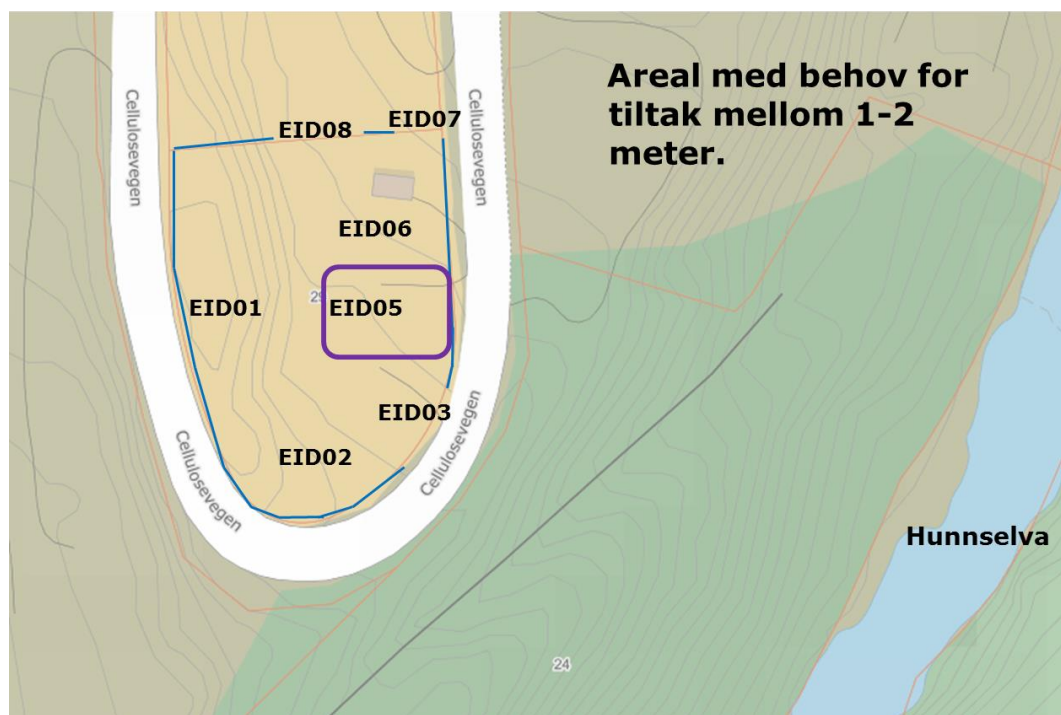 Areal med behov for
tiltak mellom 1-2
meter.
Cellulosevegen
Cellulosevegen
EID08
EID07
EID06
EID01
EID05
EID03
EID02
Cellulosevegen
Cellulosevegen
Hunnselva
24